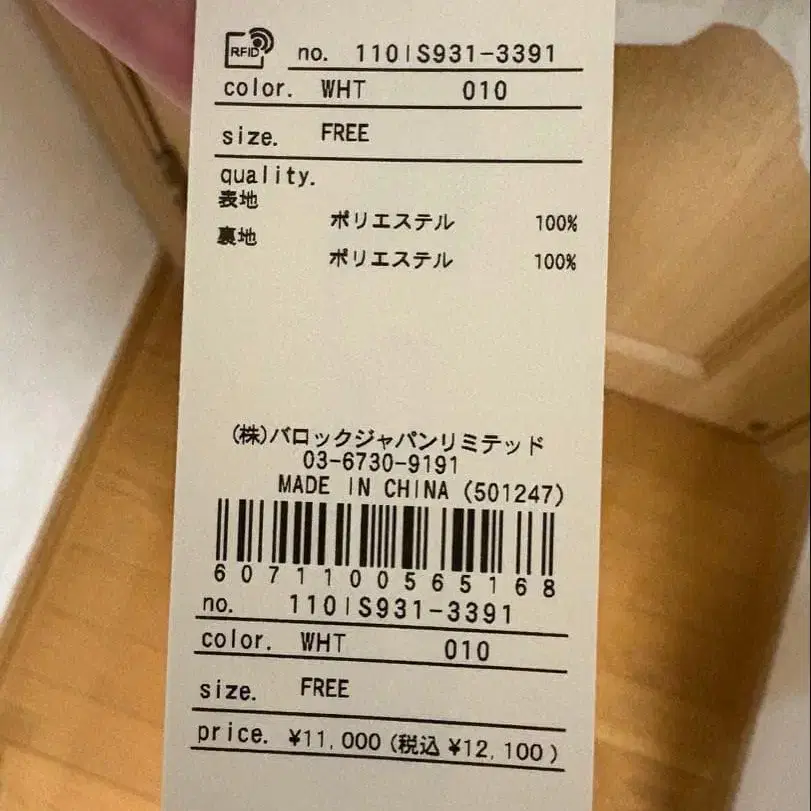 RFID
no. 110IS931-3391
color. WHT 010
size. FREE
quality.
表地
ポリエステル 100%
裏地
ポリエステル 100%
(株)バロックジャパンリミテッド
03-6730-9191
MADE IN CHINA (501247)
6071100565168
no. 110IS931-3391
color. WHT 010
size. FREE
price. ¥11,000 (税込 ¥12,100)